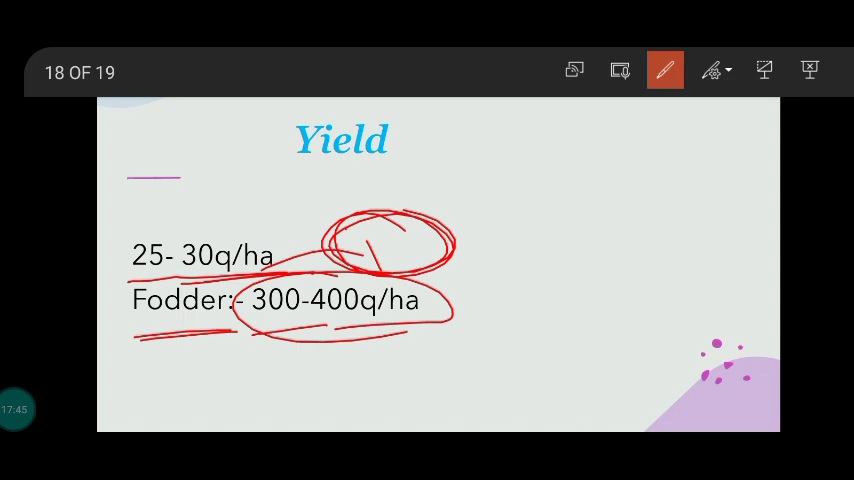 18 OF 19
Yield
25- 30q/ha
Fodder:- 300-400q/ha
17:45